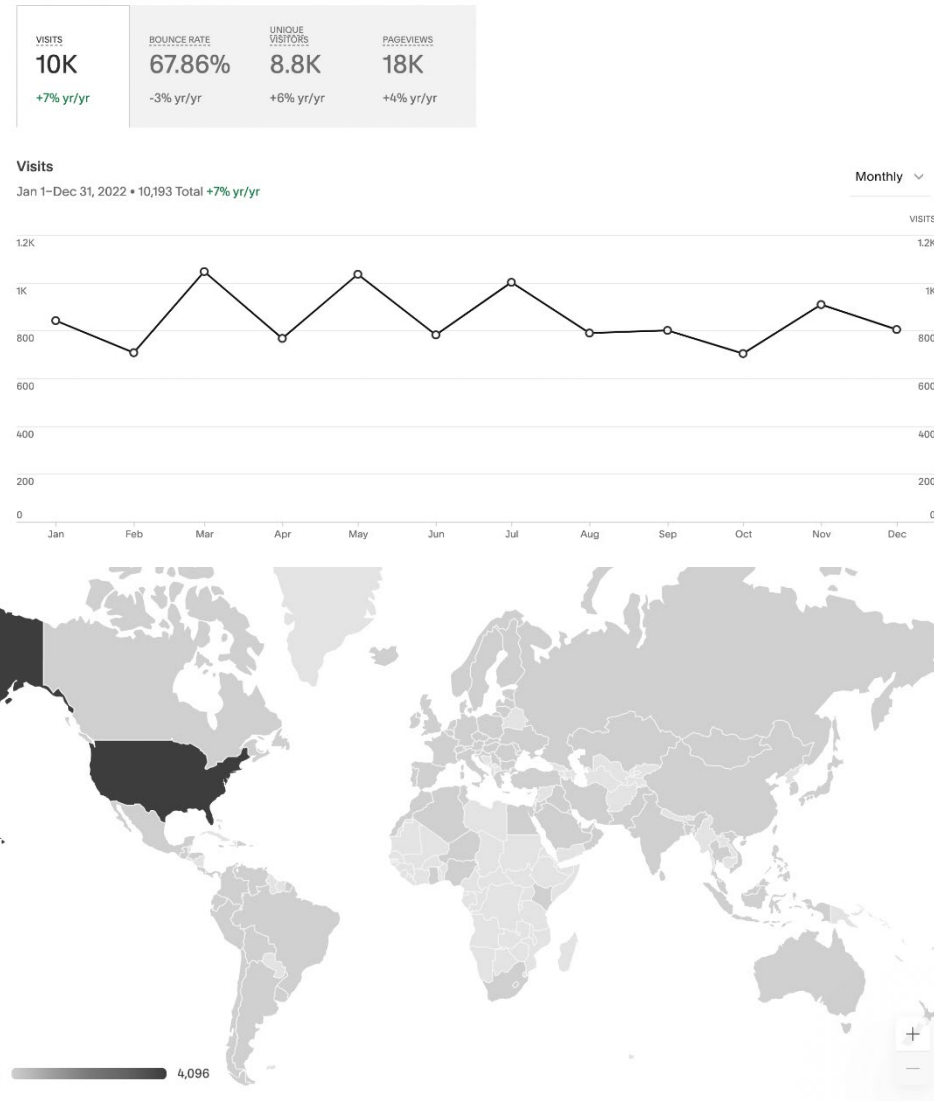 VISITS
10K
+7% yr/yr
BOUNCE RATE
67.86%
-3% yr/yr
UNIQUE
VISITORS
8.8K
+6% yr/yr
PAGEVIEWS
18K
+4% yr/yr
Visits
Jan 1–Dec 31, 2022 • 10,193 Total +7% yr/yr
Monthly
VISITS
1.2K
1.2K
1K
1K
800
800
600
600
400
400
200
200
0
0
Jan
Feb
Mar
Apr
May
Jun
Jul
Aug
Sep
Oct
Nov
Dec
4,096
+
−